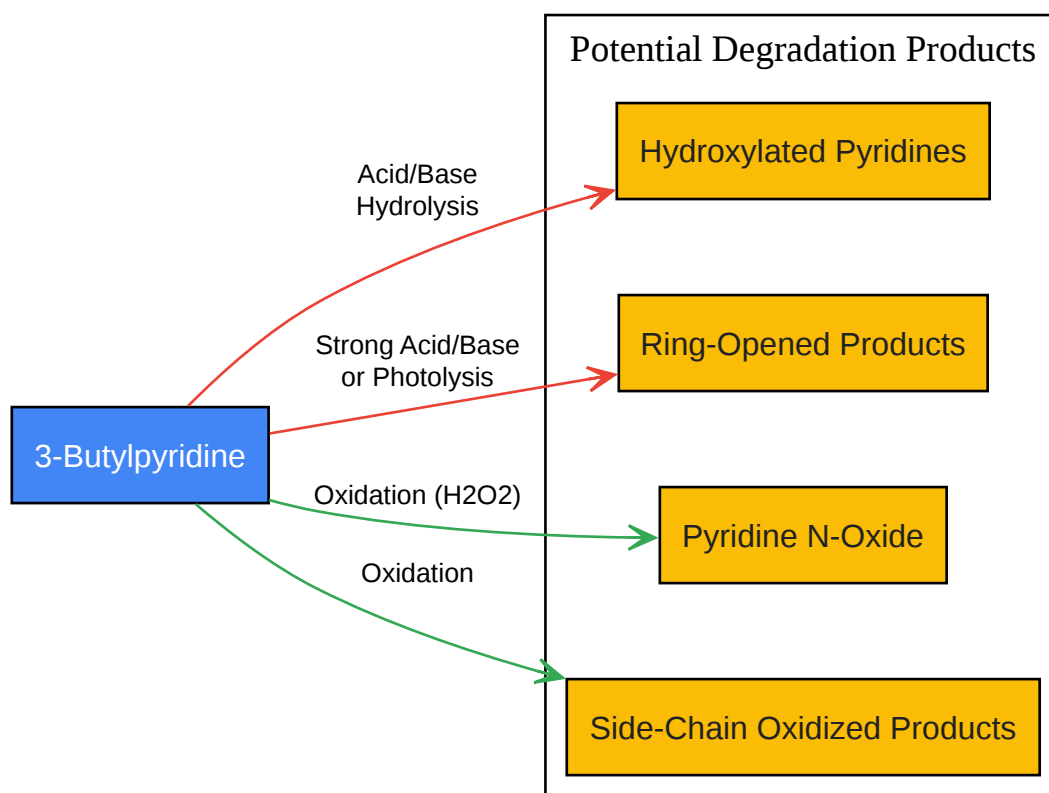 Potential Degradation Products
Hydroxylated Pyridines
Acid/Base
Hydrolysis
Ring-Opened Products
Strong Acid/Base
or Photolysis
3-Butylpyridine
Oxidation (H2O2)
Pyridine N-Oxide
Oxidation
Side-Chain Oxidized Products